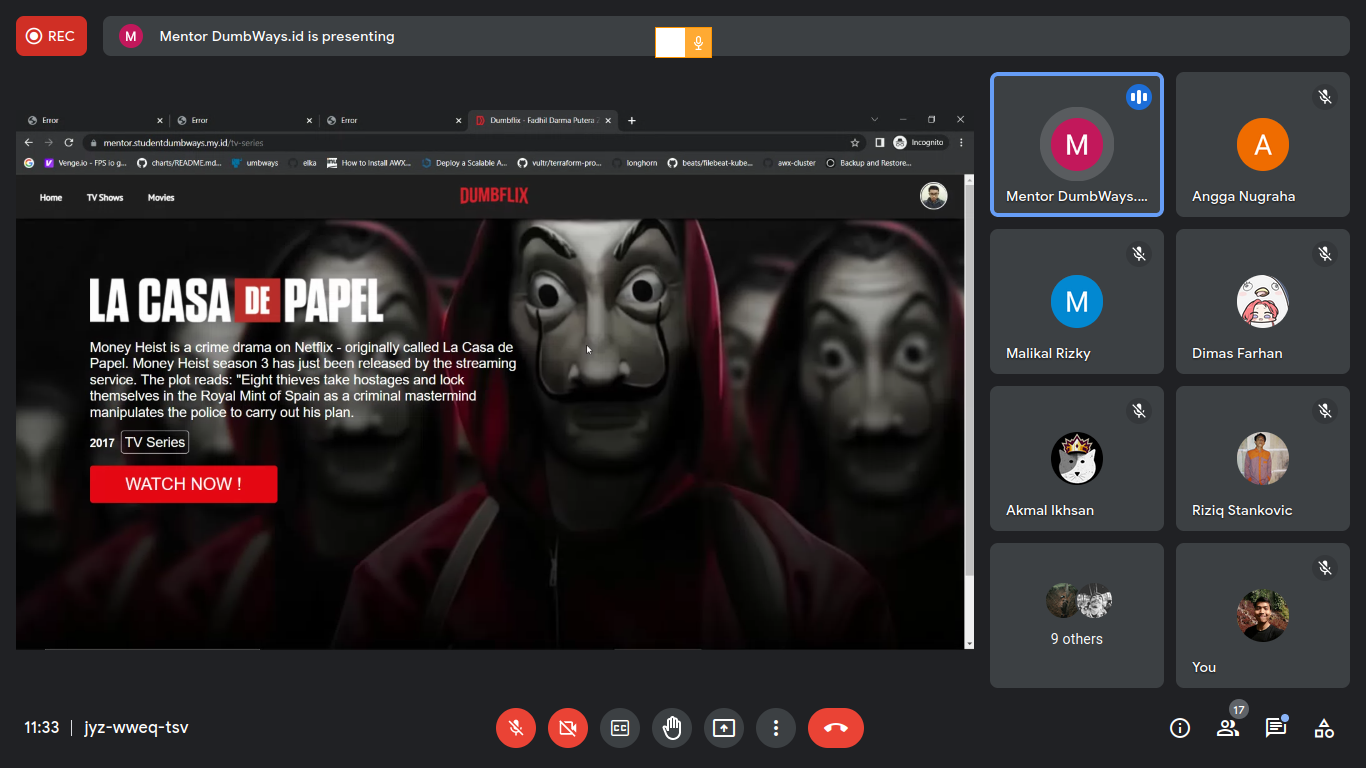 REC
M
Mentor DumbWays.id is presenting
Error
Error
Error
Dumbflix - Fadhil Darma Putera
mentor.studentdumbways.my.id/tv-series
Incognito
Venge.io - FPS io g...
charts/README.md...
umbways
elka
How to Install AWX...
Deploy a Scalable A...
vultr/terraform-pro...
longhorn
beats/filebeat-kube...
awx-cluster
Backup and Restore...
Home
TV Shows
Movies
DUMBFLIX
LA CASA DE PAPEL
Money Heist is a crime drama on Netflix - originally called La Casa de
Papel. Money Heist season 3 has just been released by the streaming
service. The plot reads: "Eight thieves take hostages and lock
themselves in the Royal Mint of Spain as a criminal mastermind
manipulates the police to carry out his plan.
2017
TV Series
WATCH NOW !
M
Mentor DumbWays....
A
Angga Nugraha
M
Malikal Rizky
Dimas Farhan
Akmal Ikhsan
Riziq Stankovic
9 others
You
11:33
jyz-wweq-tsv
CC
17